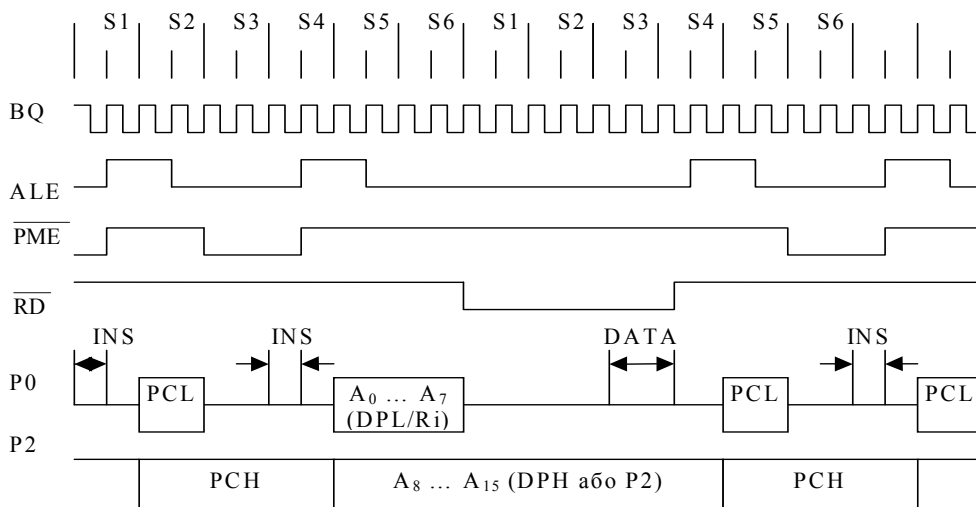 S1 S2 S3 S4 S5 S6 S1 S2 S3 S4 S5 S6
BQ
ALE
PME
RD
INS INS DATA INS
P0 PCL A0 ... A7 PCL PCL
(DPL/Ri)
P2
PCH A8 ... A15 (DPH або P2) PCH